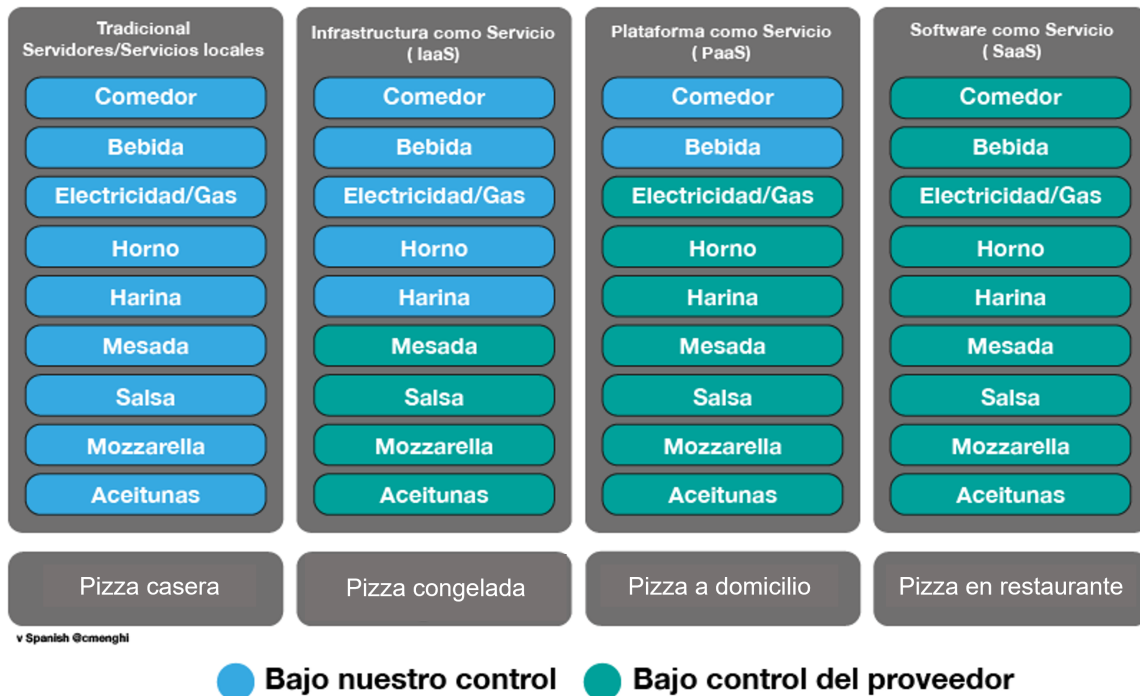 Tradicional
Servidores/Servicios locales
Comedor
Bebida
Electricidad/Gas
Horno
Harina
Mesada
Salsa
Mozzarella
Aceitunas
Pizza casera
Infrastructura como Servicio
( IaaS)
Comedor
Bebida
Electricidad/Gas
Horno
Harina
Mesada
Salsa
Mozzarella
Aceitunas
Pizza congelada
Plataforma como Servicio
( PaaS)
Comedor
Bebida
Electricidad/Gas
Horno
Harina
Mesada
Salsa
Mozzarella
Aceitunas
Pizza a domicilio
Software como Servicio
( SaaS)
Comedor
Bebida
Electricidad/Gas
Horno
Harina
Mesada
Salsa
Mozzarella
Aceitunas
Pizza en restaurante
v Spanish @cmenghi
Bajo nuestro control
Bajo control del proveedor